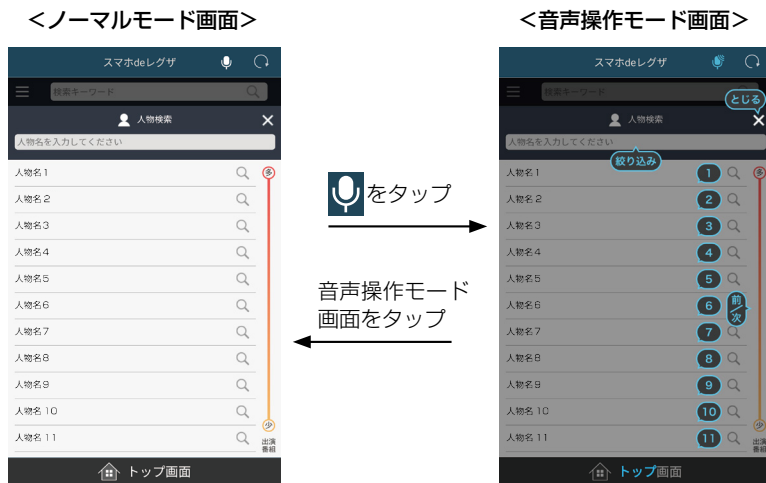 ＜ノーマルモード画面＞
スマホdeレグザ
検索キーワード
人物検索
人物名を入力してください
人物名1
多
人物名2
人物名3
人物名4
人物名5
人物名6
人物名7
人物名8
人物名9
人物名10
少
人物名11
出演
番組
トップ画面
をタップ
音声操作モード
画面をタップ
＜音声操作モード画面＞
スマホdeレグザ
検索キーワード
とじる
人物検索
人物名を入力してください
絞り込み
人物名1
1
多
人物名2
2
人物名3
3
人物名4
4
人物名5
5
人物名6
6
前/次
人物名7
7
人物名8
8
人物名9
9
人物名10
10
少
人物名11
11
出演
番組
トップ画面